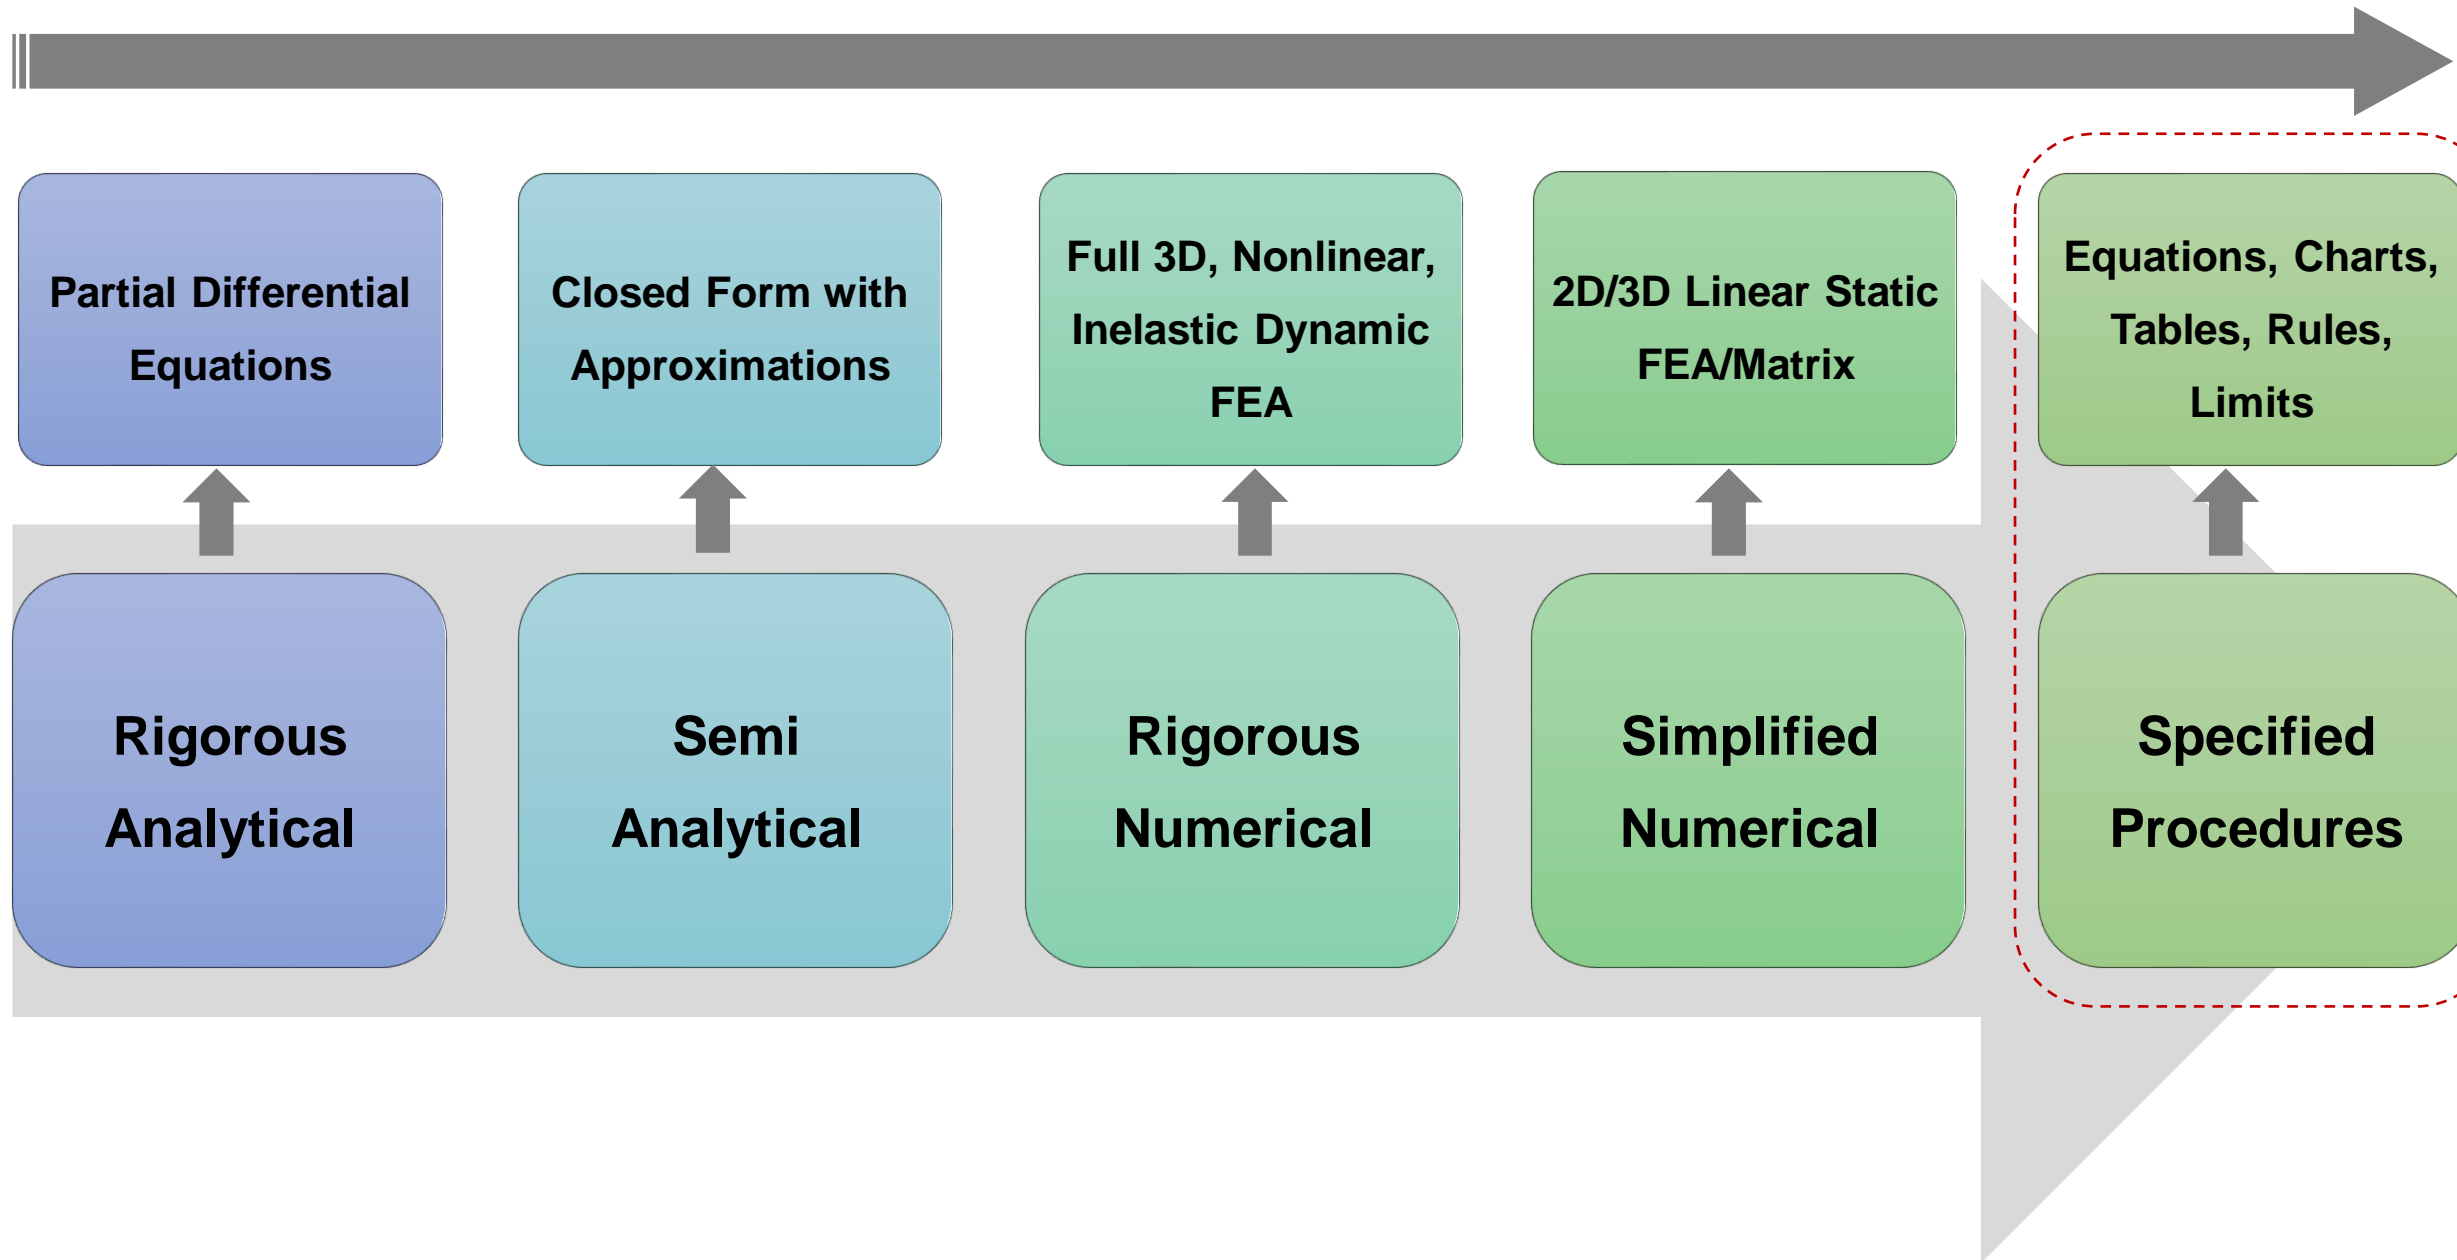 Partial Differential
Equations
Closed Form with
Approximations
Full 3D, Nonlinear,
Inelastic Dynamic
FEA
2D/3D Linear Static
FEA/Matrix
Equations, Charts,
Tables, Rules,
Limits
Rigorous
Analytical
Semi
Analytical
Rigorous
Numerical
Simplified
Numerical
Specified
Procedures